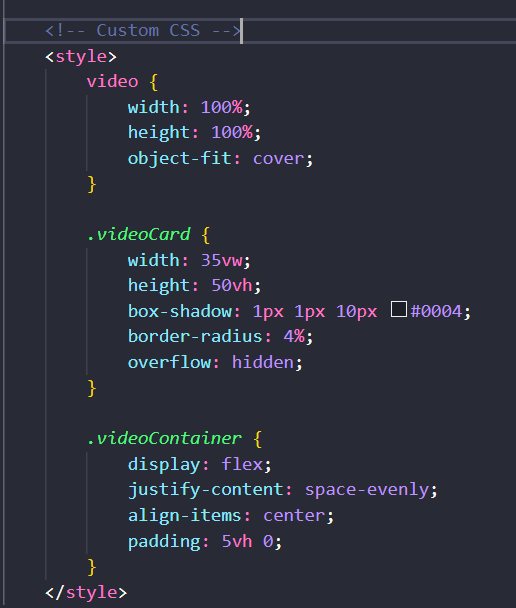 <!-- Custom CSS -->
<style>
    video {
        width: 100%;
        height: 100%;
        object-fit: cover;
    }

    .videoCard {
        width: 35vw;
        height: 50vh;
        box-shadow: 1px 1px 10px #0004;
        border-radius: 4%;
        overflow: hidden;
    }

    .videoContainer {
        display: flex;
        justify-content: space-evenly;
        align-items: center;
        padding: 5vh 0;
    }
</style>